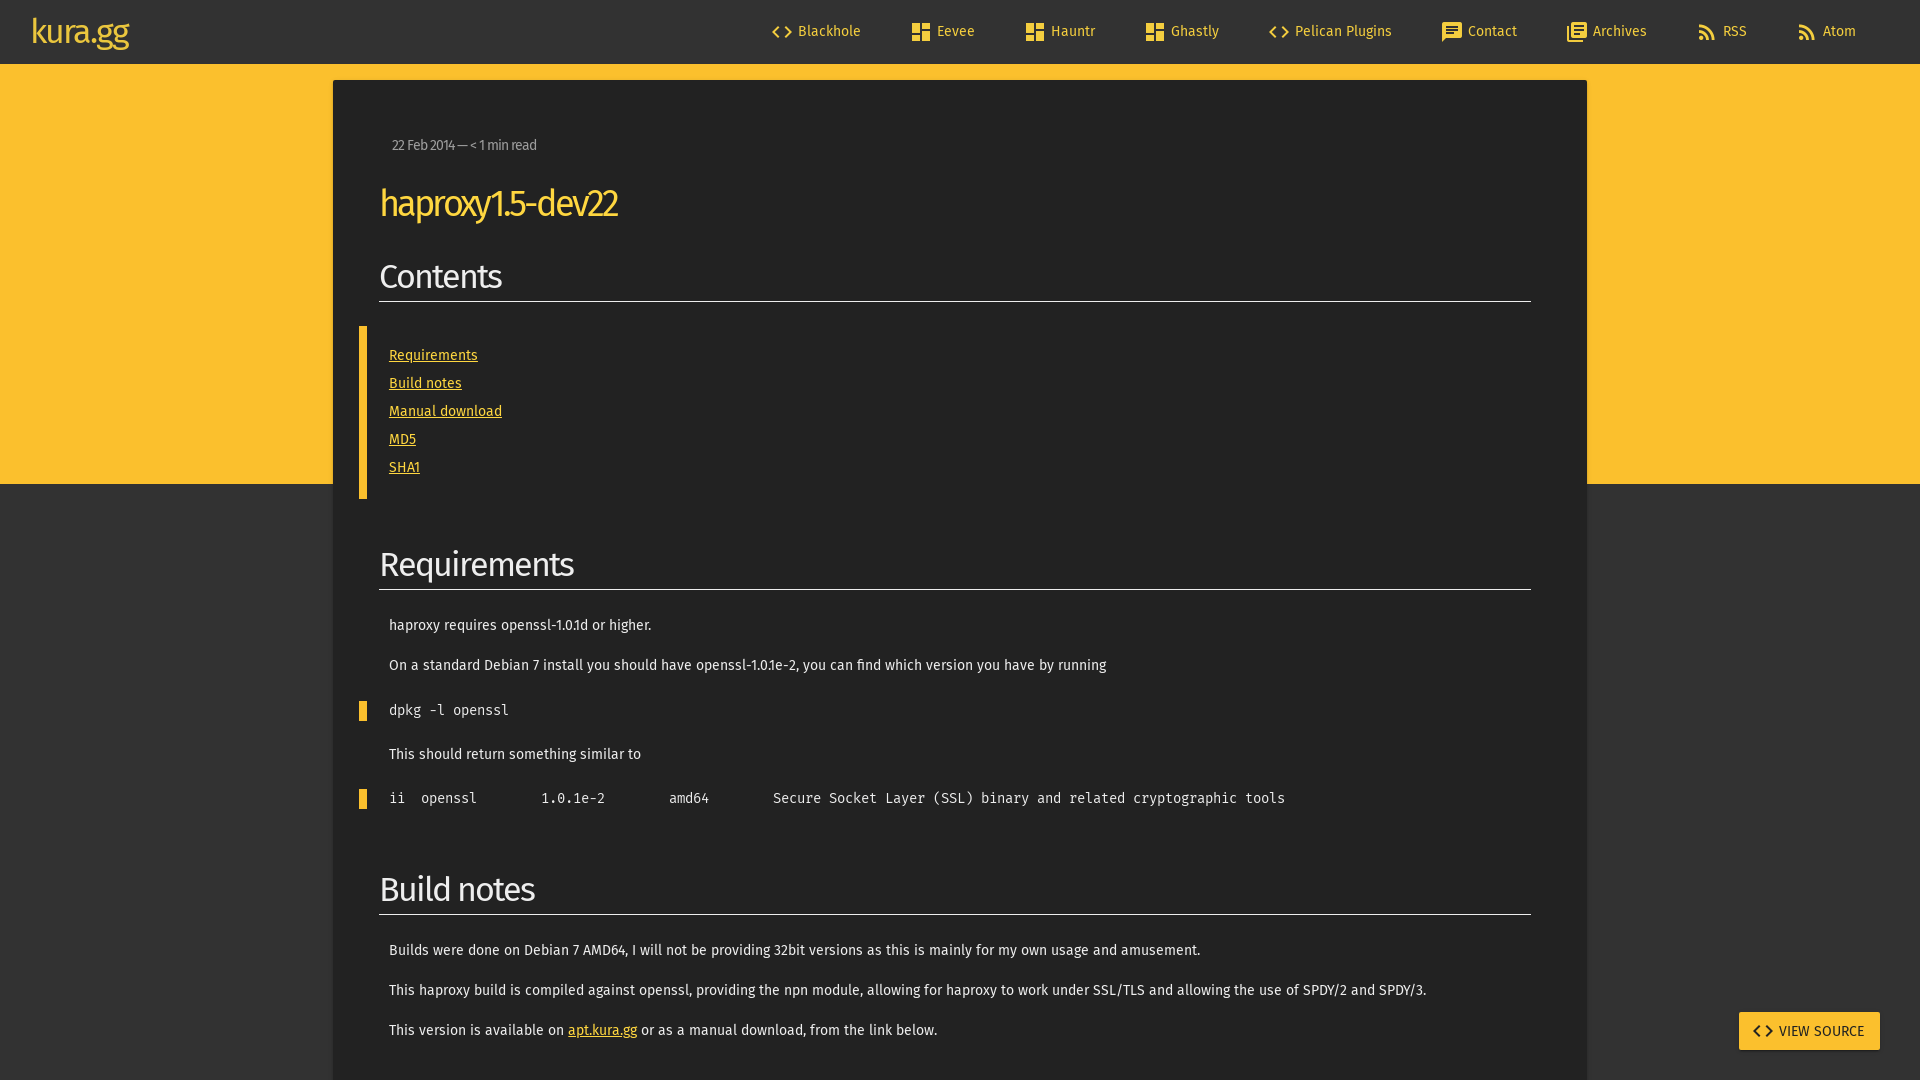 kura.gg
Blackhole
Eevee
Hauntr
Ghastly
Pelican Plugins
Contact
Archives
RSS
Atom
22 Feb 2014 — < 1 min read
haproxy1.5-dev22
Contents
Requirements
Build notes
Manual download
MD5
SHA1
Requirements
haproxy requires openssl-1.0.1d or higher.
On a standard Debian 7 install you should have openssl-1.0.1e-2, you can find which version you have by running
dpkg -l openssl
This should return something similar to
ii  openssl        1.0.1e-2        amd64        Secure Socket Layer (SSL) binary and related cryptographic tools
Build notes
Builds were done on Debian 7 AMD64, I will not be providing 32bit versions as this is mainly for my own usage and amusement.
This haproxy build is compiled against openssl, providing the npn module, allowing for haproxy to work under SSL/TLS and allowing the use of SPDY/2 and SPDY/3.
This version is available on apt.kura.gg or as a manual download, from the link below.
VIEW SOURCE